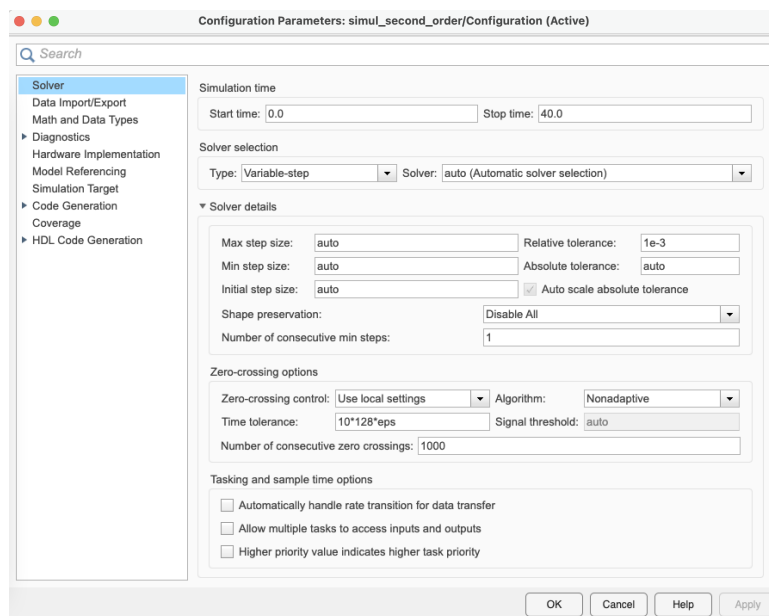 Configuration Parameters: simul_second_order/Configuration (Active)
Search
Solver
Data Import/Export
Math and Data Types
Diagnostics
Hardware Implementation
Model Referencing
Simulation Target
Code Generation
Coverage
HDL Code Generation
Simulation time
Start time: 0.0 Stop time: 40.0
Solver selection
Type: Variable-step Solver: auto (Automatic solver selection)
Solver details
Max step size: auto Relative tolerance: 1e-3
Min step size: auto Absolute tolerance: auto
Initial step size: auto Auto scale absolute tolerance
Shape preservation: Disable All
Number of consecutive min steps: 1
Zero-crossing options
Zero-crossing control: Use local settings Algorithm: Nonadaptive
Time tolerance: 10*128*eps Signal threshold: auto
Number of consecutive zero crossings: 1000
Tasking and sample time options
Automatically handle rate transition for data transfer
Allow multiple tasks to access inputs and outputs
Higher priority value indicates higher task priority
OK Cancel Help Apply